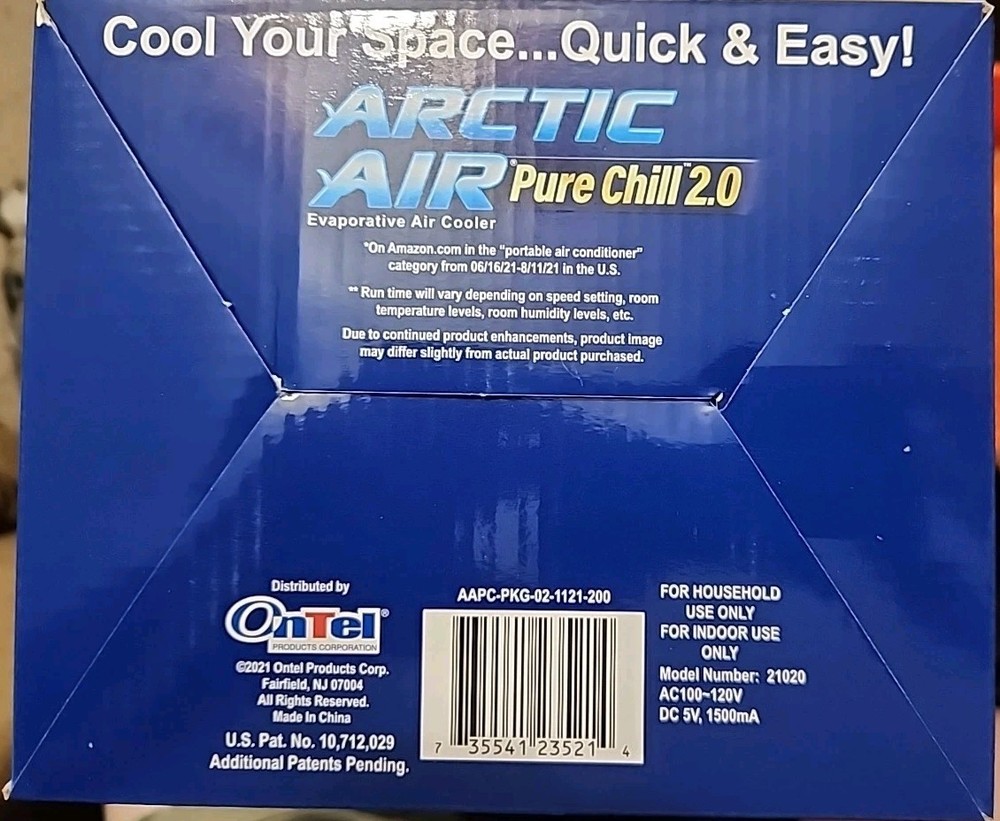 Cool Your Space...Quick & Easy!
ARCTIC
AIR® Pure Chill™ 2.0
Evaporative Air Cooler
*On Amazon.com in the "portable air conditioner"
category from 06/16/21-8/11/21 in the U.S.
** Run time will vary depending on speed setting, room
temperature levels, room humidity levels, etc.
Due to continued product enhancements, product image
may differ slightly from actual product purchased.
Distributed by
OnTel®
PRODUCTS CORPORATION
©2021 Ontel Products Corp.
Fairfield, NJ 07004
All Rights Reserved.
Made In China
U.S. Pat. No. 10,712,029
Additional Patents Pending.
AAPC-PKG-02-1121-200
7 35541 23521 4
FOR HOUSEHOLD
USE ONLY
FOR INDOOR USE
ONLY
Model Number: 21020
AC100~120V
DC 5V, 1500mA